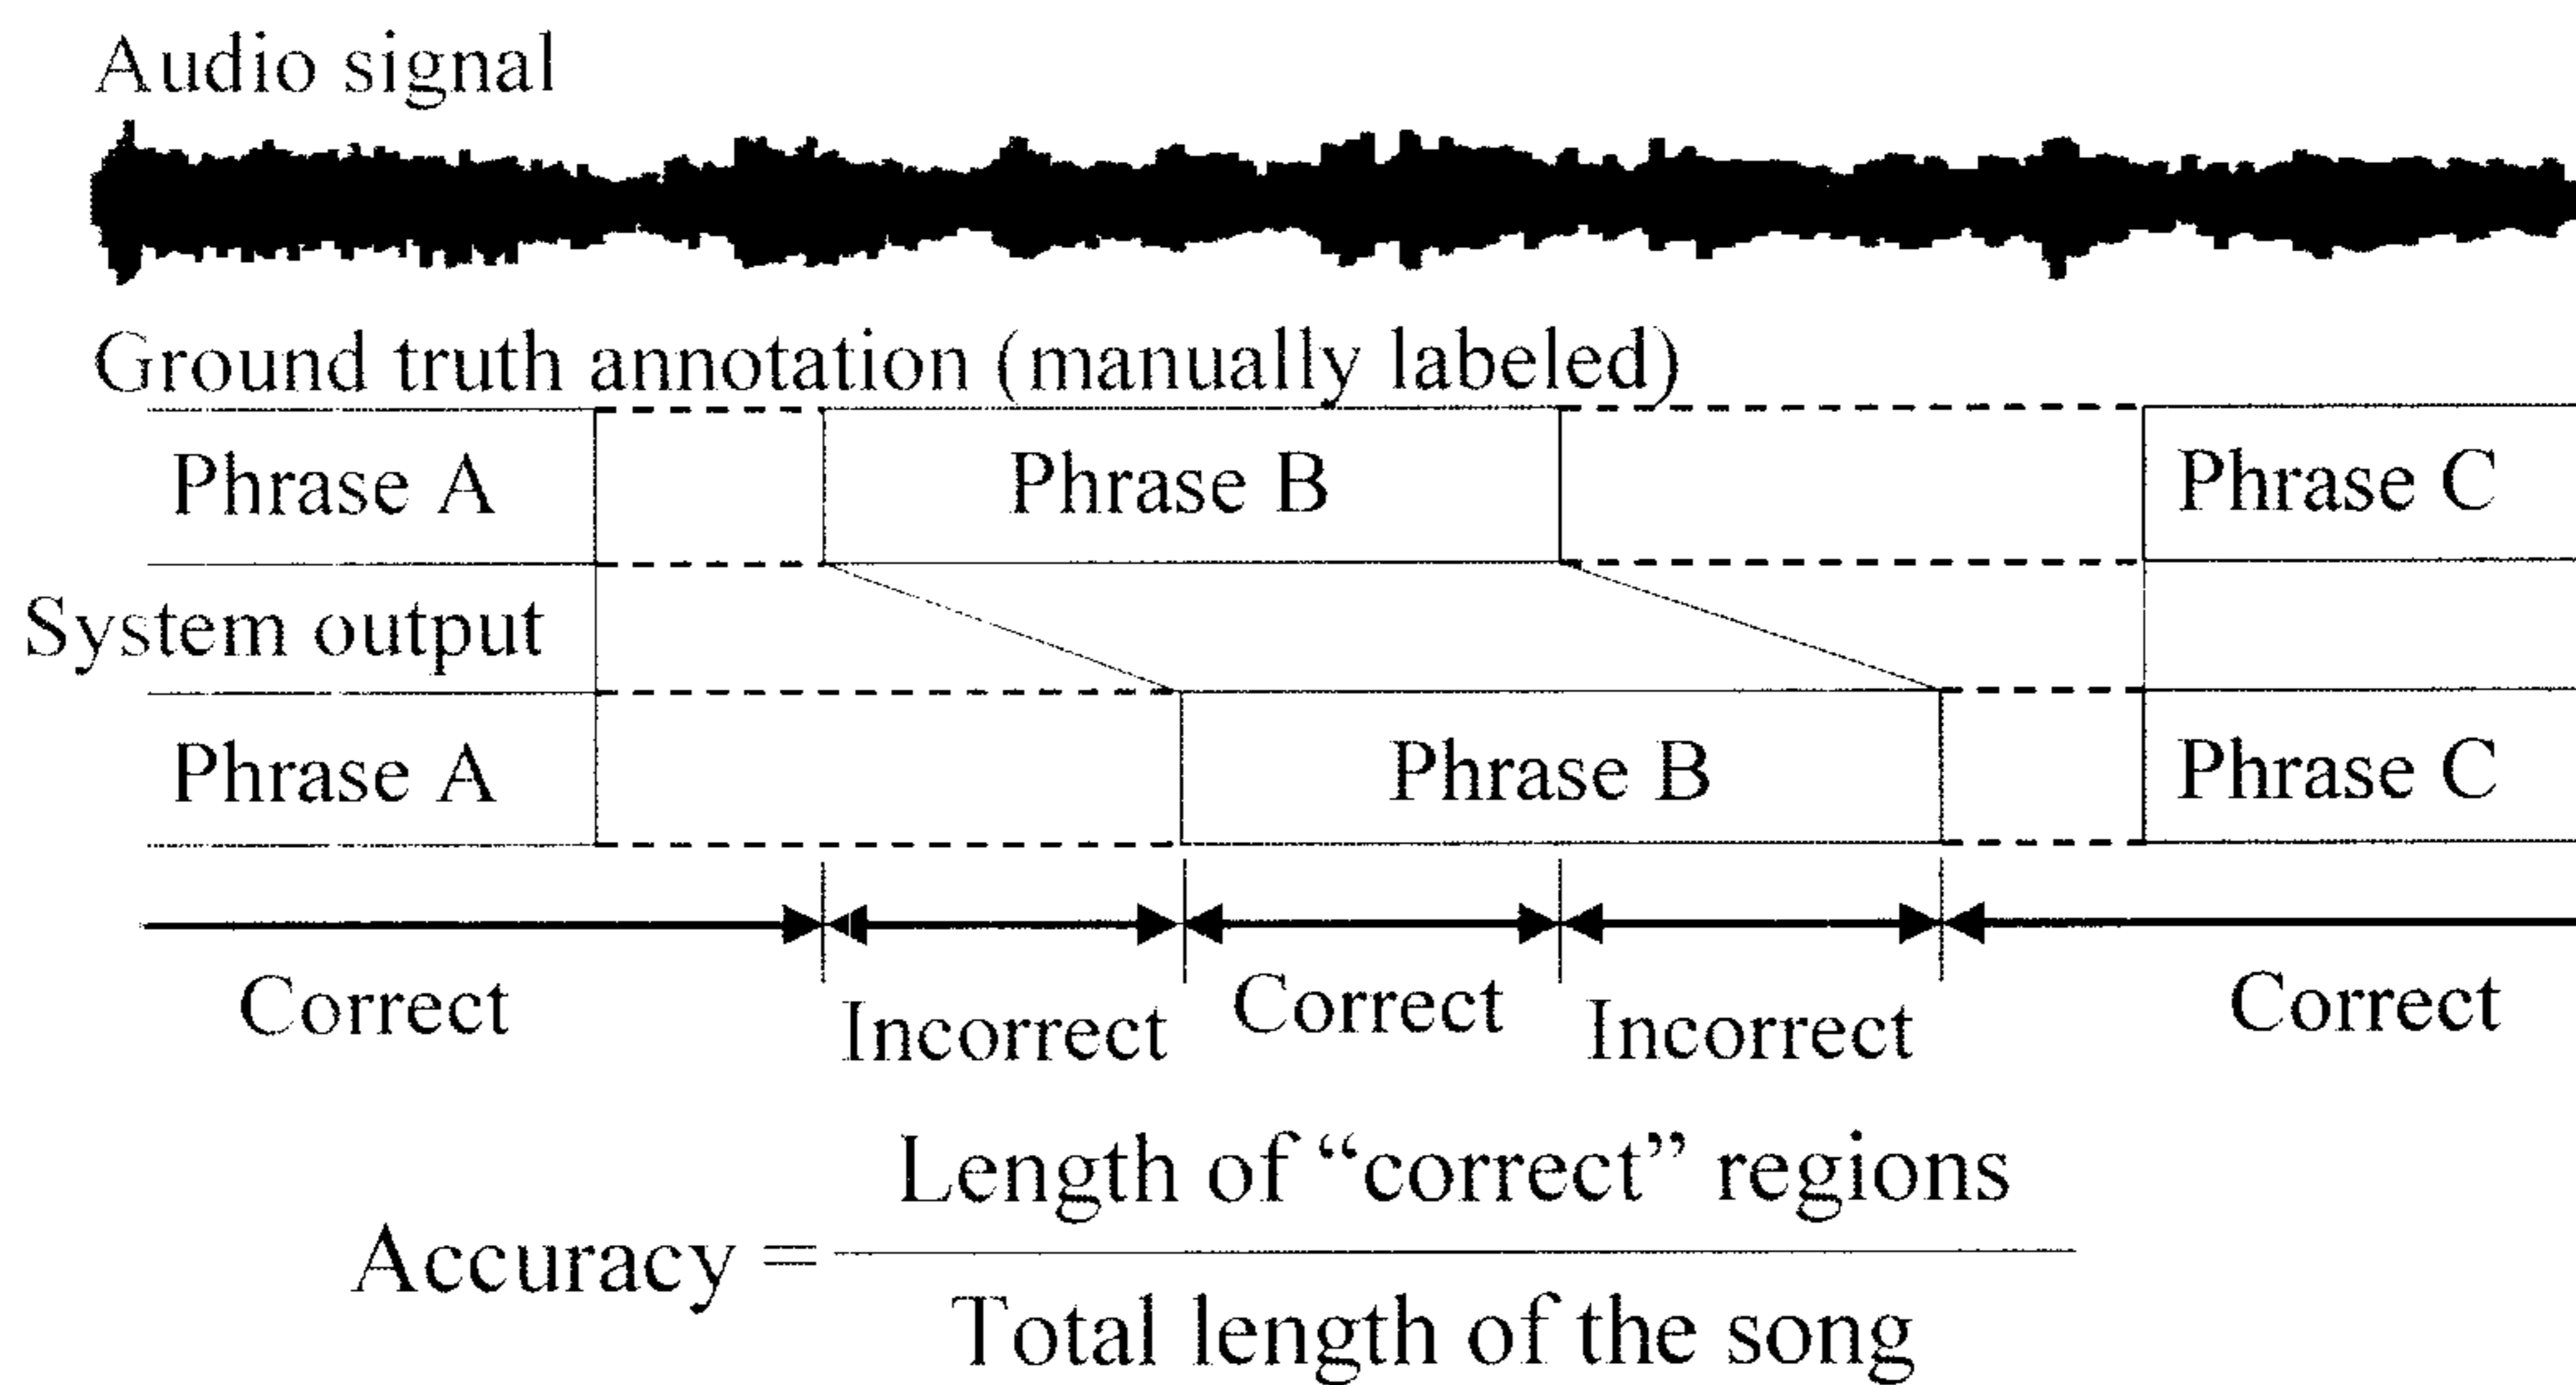 Audio signal
Ground truth annotation (manually labeled)
Phrase A Phrase B Phrase C
System output
Phrase A Phrase B Phrase C
Correct Incorrect Correct Incorrect Correct
Accuracy = Length of “correct” regions
Total length of the song